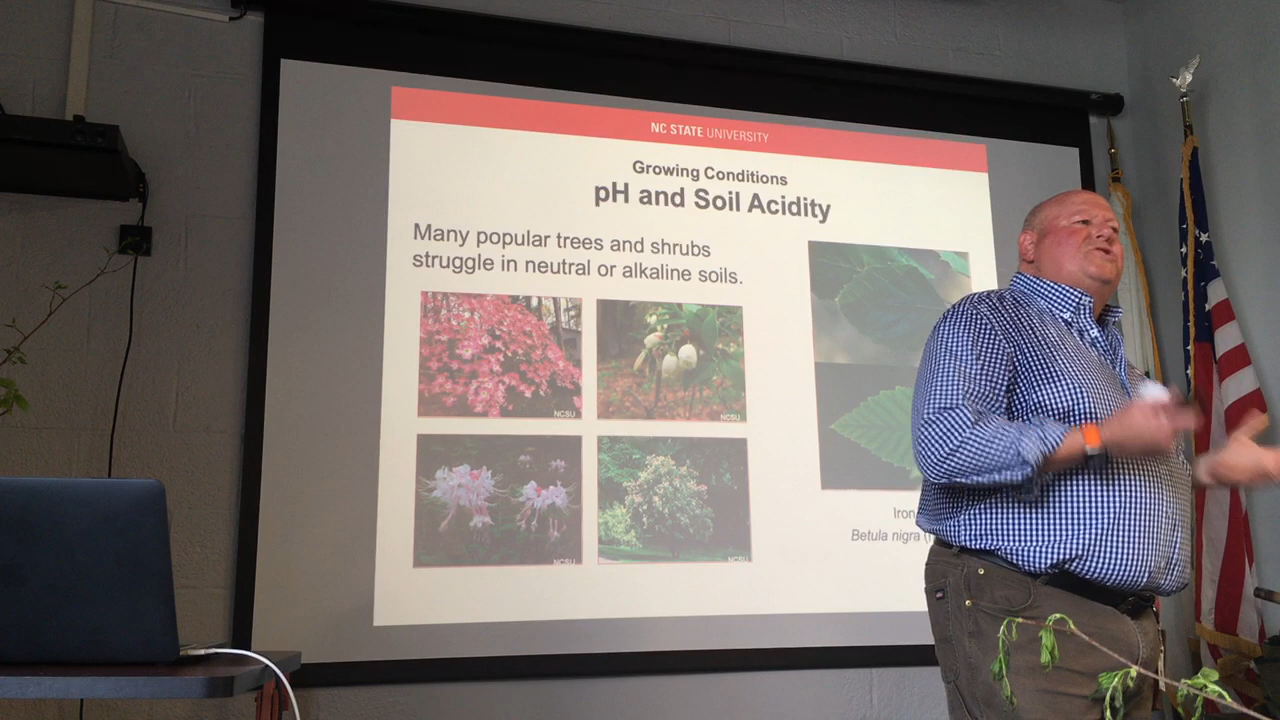 NC STATE UNIVERSITY
Growing Conditions
pH and Soil Acidity
Many popular trees and shrubs
struggle in neutral or alkaline soils.
NCSU
NCSU
NCSU
NCSU
Iron
Betula nigra (